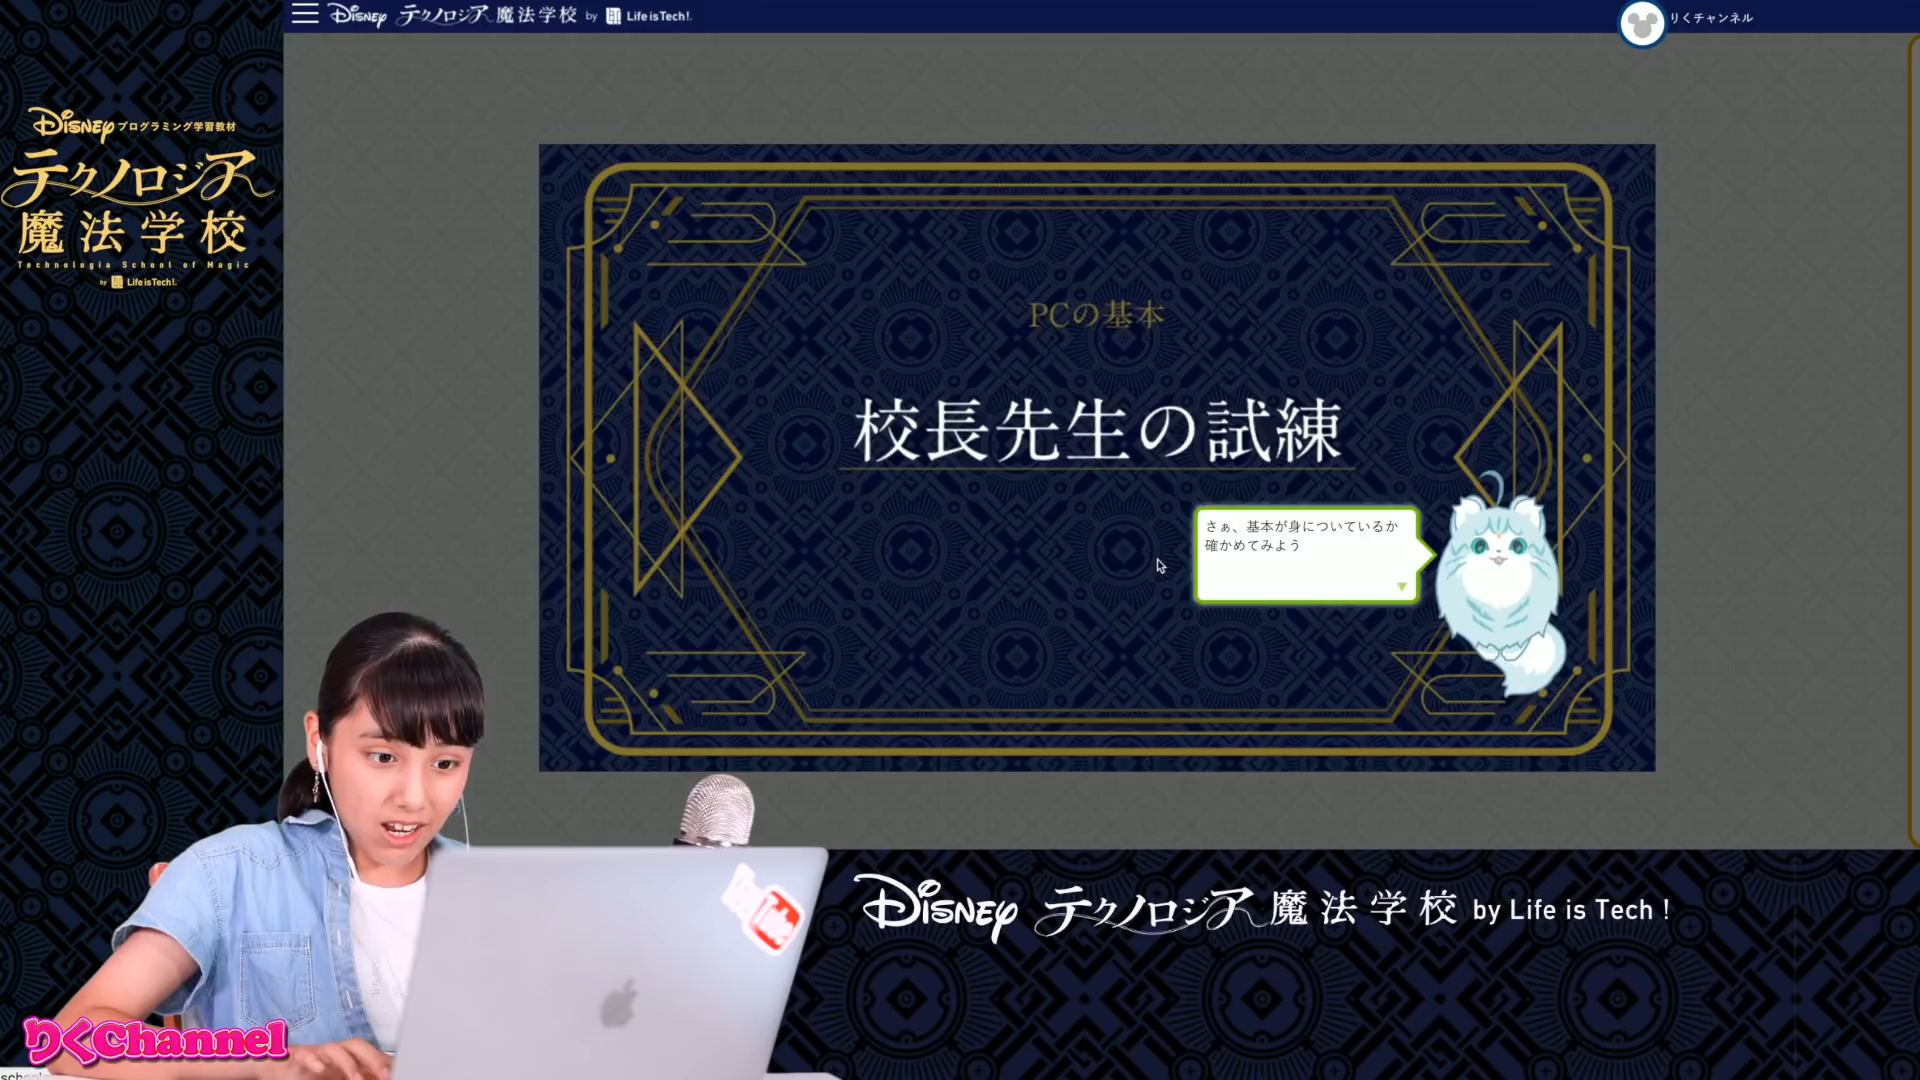 Disney テクノロジア 魔法学校 by Life is Tech!.
りくチャンネル
Disney プログラミング学習教材
テクノロジア
魔法学校
Technologia School of Magic
by Life is Tech!.
PCの基本
校長先生の試練
さぁ、基本が身についているか
確かめてみよう
Tube
Disney テクノロジア 魔法学校 by Life is Tech !
りくChannel